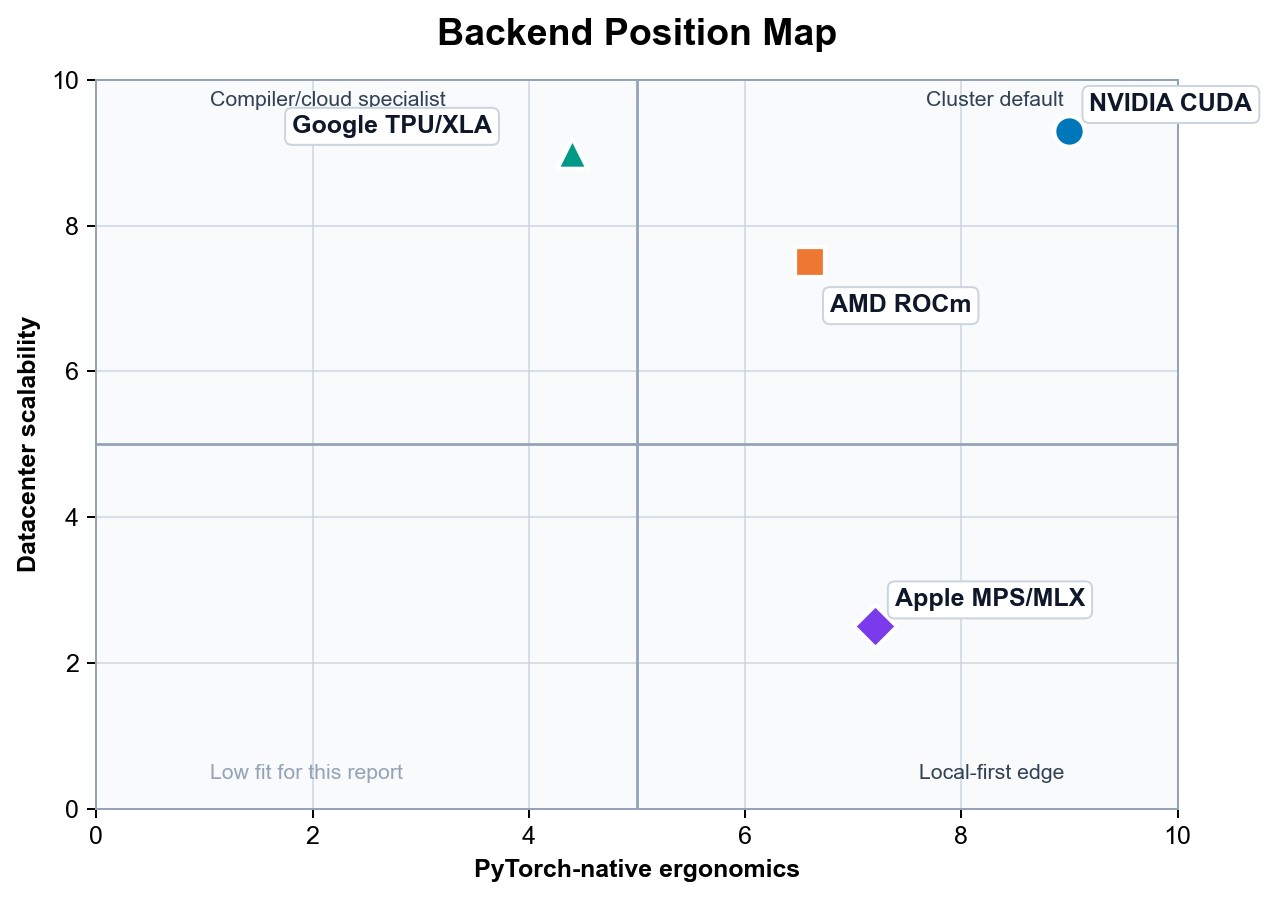 Backend Position Map
Compiler/cloud specialist
Cluster default
NVIDIA CUDA
Google TPU/XLA
AMD ROCm
Apple MPS/MLX
Low fit for this report
Local-first edge
10
8
6
4
2
0
Datacenter scalability
0 2 4 6 8 10
PyTorch-native ergonomics